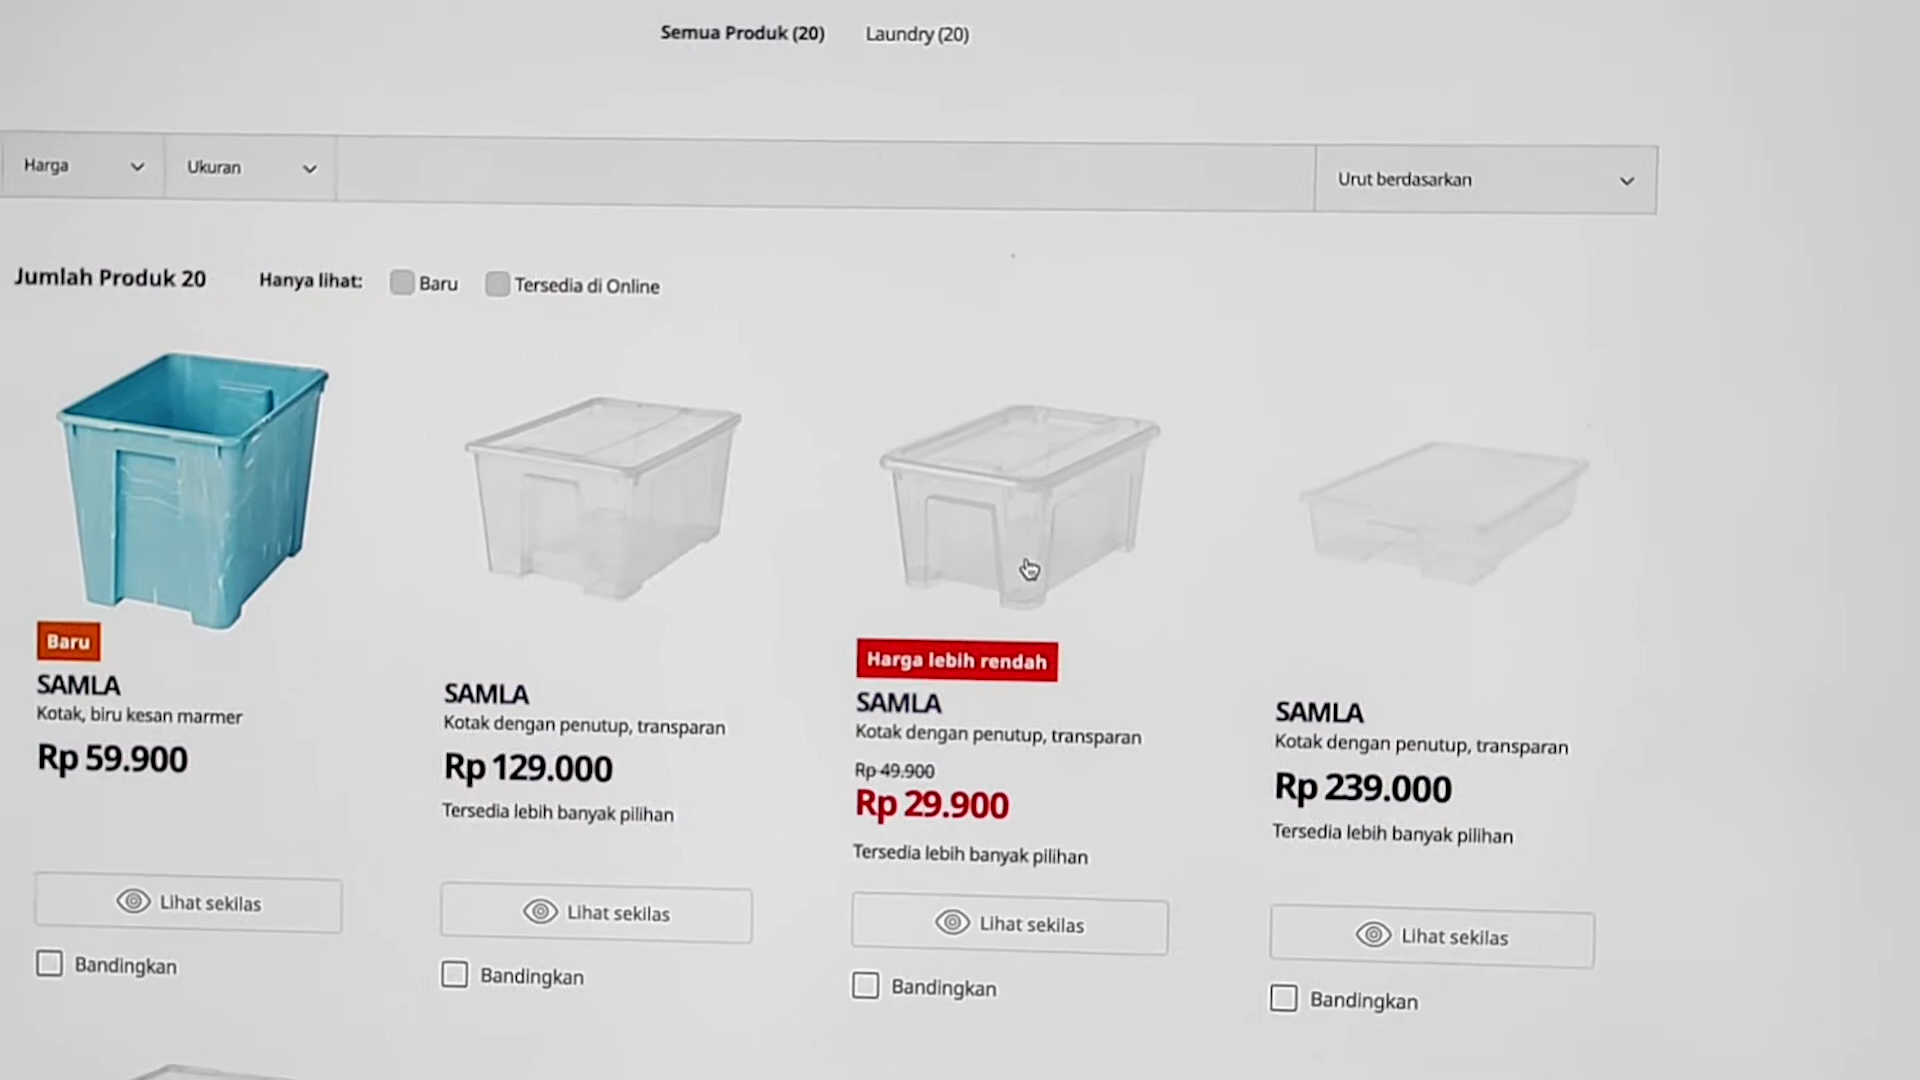 Semua Produk (20)
Laundry (20)
Harga
Ukuran
Urut berdasarkan
Jumlah Produk 20
Hanya lihat:
Baru
Tersedia di Online
Baru
SAMLA
Kotak, biru kesan marmer
Rp 59.900
Lihat sekilas
Bandingkan
SAMLA
Kotak dengan penutup, transparan
Rp 129.000
Tersedia lebih banyak pilihan
Lihat sekilas
Bandingkan
Harga lebih rendah
SAMLA
Kotak dengan penutup, transparan
Rp 49.900
Rp 29.900
Tersedia lebih banyak pilihan
Lihat sekilas
Bandingkan
SAMLA
Kotak dengan penutup, transparan
Rp 239.000
Tersedia lebih banyak pilihan
Lihat sekilas
Bandingkan